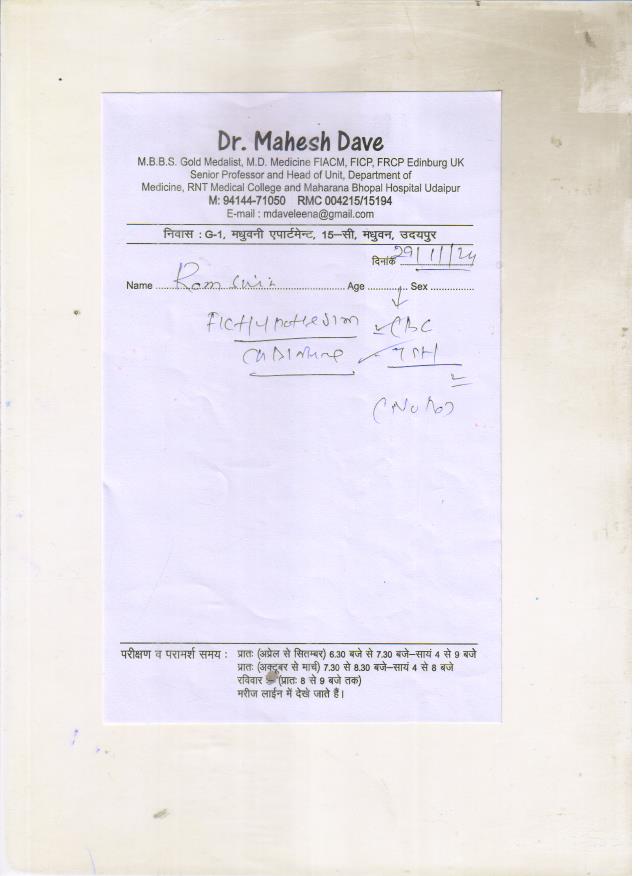 Dr. Mahesh Dave
M.B.B.S. Gold Medalist, M.D. Medicine FIACM, FICP, FRCP Edinburg UK
Senior Professor and Head of Unit, Department of
Medicine, RNT Medical College and Maharana Bhopal Hospital Udaipur
M: 94144-71050 RMC 004215/15194
E-mail : mdaveleena@gmail.com
निवास : G-1, मधुवनी एपार्टमेन्ट, 15–सी, मधुवन, उदयपुर
दिनांक 29/11/24
Name Ram Age Sex
CBC
TSH
परीक्षण व परामर्श समय : प्रातः (अप्रेल से सितम्बर) 6.30 बजे से 7.30 बजे–सायं 4 से 9 बजे
प्रातः (अक्टूबर से मार्च) 7.30 से 8.30 बजे–सायं 4 से 8 बजे
रविवार (प्रातः 8 से 9 बजे तक)
मरीज लाईन में देखे जाते हैं।